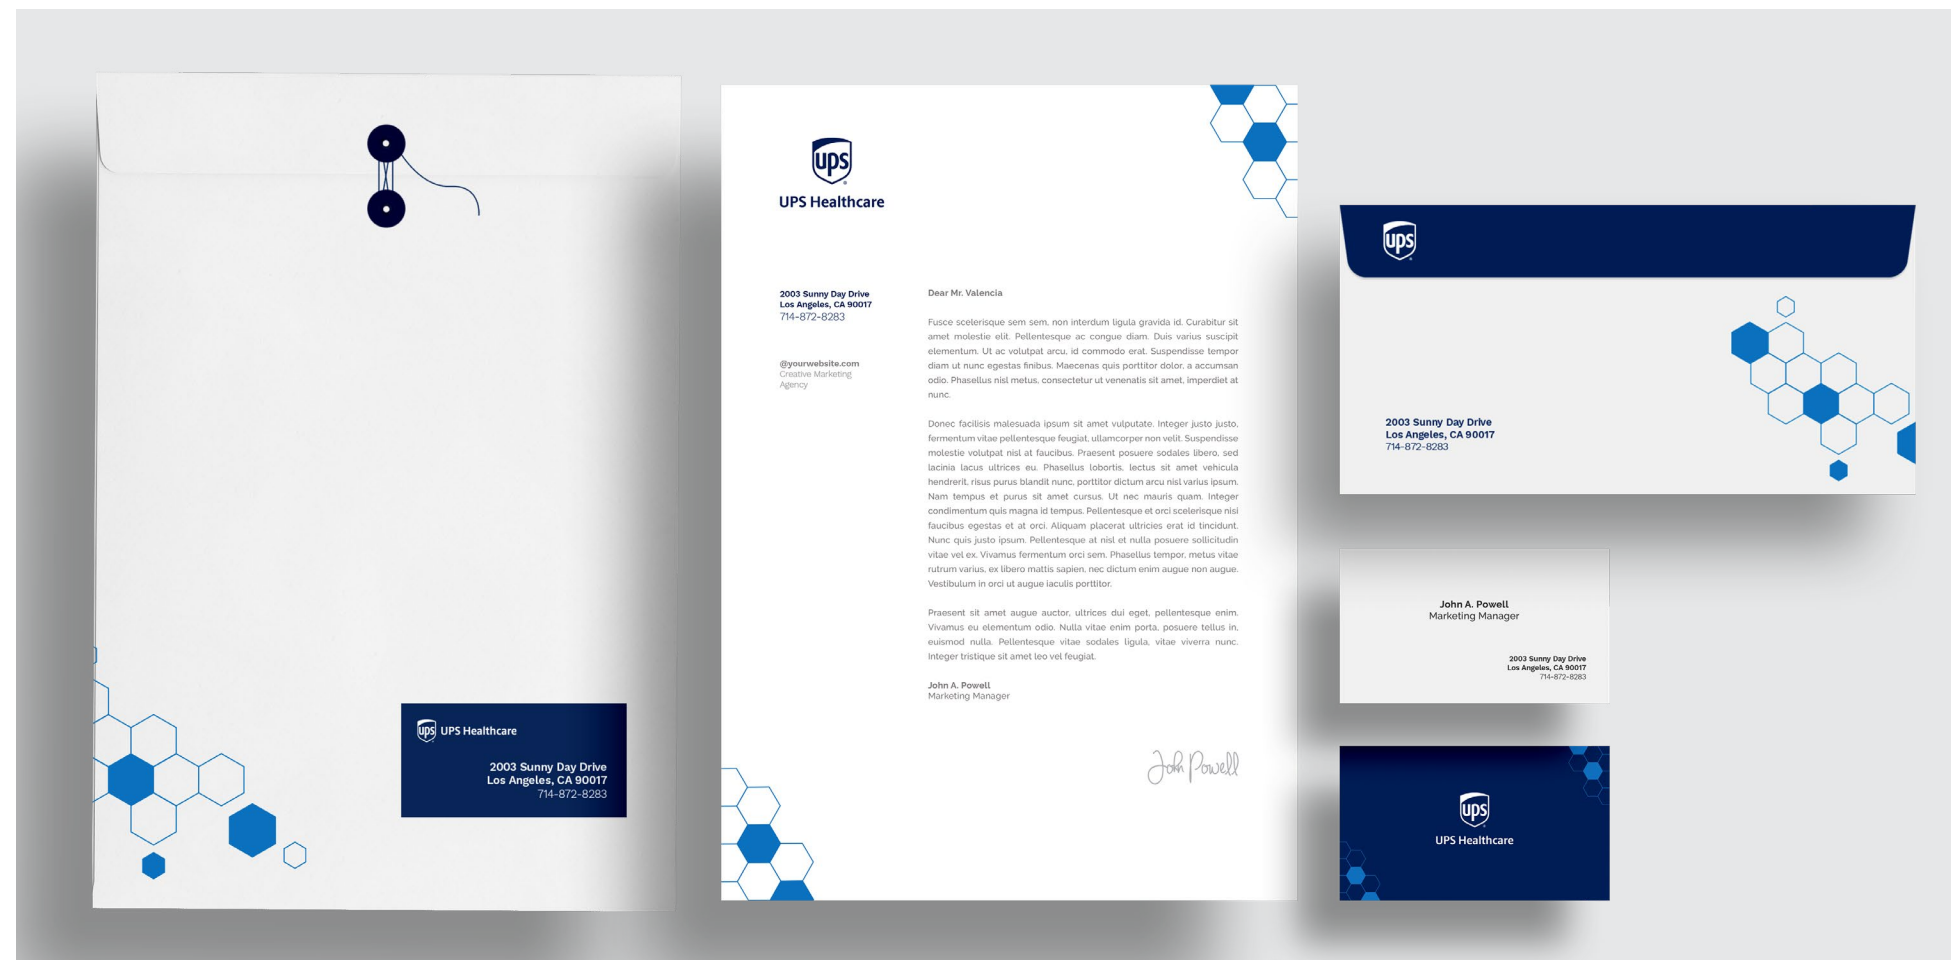 ups
UPS Healthcare
2003 Sunny Day Drive
Los Angeles, CA 90017
714-872-8283
ups
UPS Healthcare
2003 Sunny Day Drive
Los Angeles, CA 90017
714-872-8283
@yourwebsite.com
Creative Marketing
Agency
Dear Mr. Valencia
Fusce scelerisque sem sem, non interdum ligula gravida id. Curabitur sit
amet molestie elit. Pellentesque ac congue diam. Duis varius suscipit
elementum. Ut ac volutpat arcu, id commodo erat. Suspendisse tempor
diam ut nunc egestas finibus. Maecenas quis porttitor dolor, a accumsan
odio. Phasellus nisl metus, consectetur ut venenatis sit amet, imperdiet at
nunc.
Donec facilisis malesuada ipsum sit amet vulputate. Integer justo justo,
fermentum vitae pellentesque feugiat, ullamcorper non velit. Suspendisse
molestie volutpat nisl at faucibus. Praesent posuere sodales libero, sed
lacinia lacus ultrices eu. Phasellus lobortis, lectus sit amet vehicula
hendrerit, risus purus blandit nunc, porttitor dictum arcu nisl varius ipsum.
Nam tempus et purus sit amet cursus. Ut nec mauris quam. Integer
condimentum quis magna id tempus. Pellentesque et orci scelerisque nisi
faucibus egestas et at orci. Aliquam placerat ultricies erat id tincidunt.
Nunc quis justo ipsum. Pellentesque at nisl et nulla posuere sollicitudin
vitae vel ex. Vivamus fermentum orci sem. Phasellus tempor, metus vitae
rutrum varius, ex libero mattis sapien, nec dictum enim augue non augue.
Vestibulum in orci ut augue iaculis porttitor.
Praesent sit amet augue auctor, ultrices dui eget, pellentesque enim.
Vivamus eu elementum odio. Nulla vitae enim porta, posuere tellus in,
euismod nulla. Pellentesque vitae sodales ligula, vitae viverra nunc.
Integer tristique sit amet leo vel feugiat.
John A. Powell
Marketing Manager
John Powell
ups
2003 Sunny Day Drive
Los Angeles, CA 90017
714-872-8283
John A. Powell
Marketing Manager
2003 Sunny Day Drive
Los Angeles, CA 90017
714-872-8283
ups
UPS Healthcare